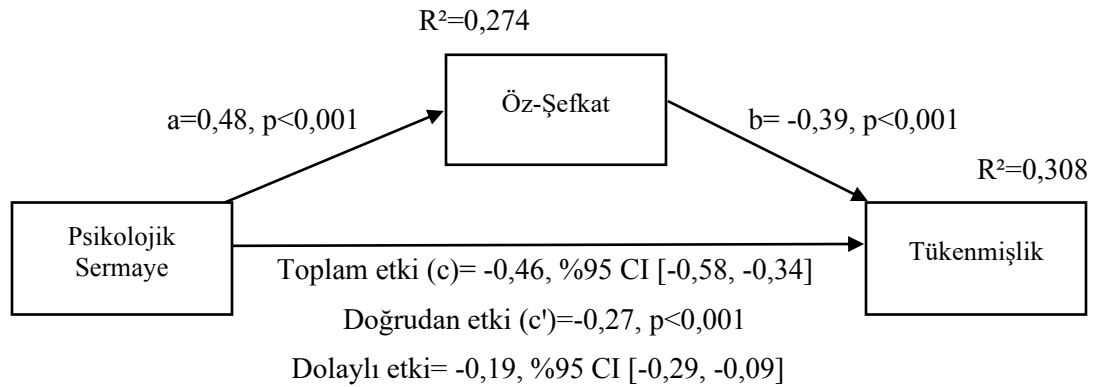 R²=0,274
Öz-Şefkat
a=0,48, p<0,001
b= -0,39, p<0,001
R²=0,308
Psikolojik
Sermaye
Tükenmişlik
Toplam etki (c)= -0,46, %95 CI [-0,58, -0,34]
Doğrudan etki (c')=-0,27, p<0,001
Dolaylı etki= -0,19, %95 CI [-0,29, -0,09]